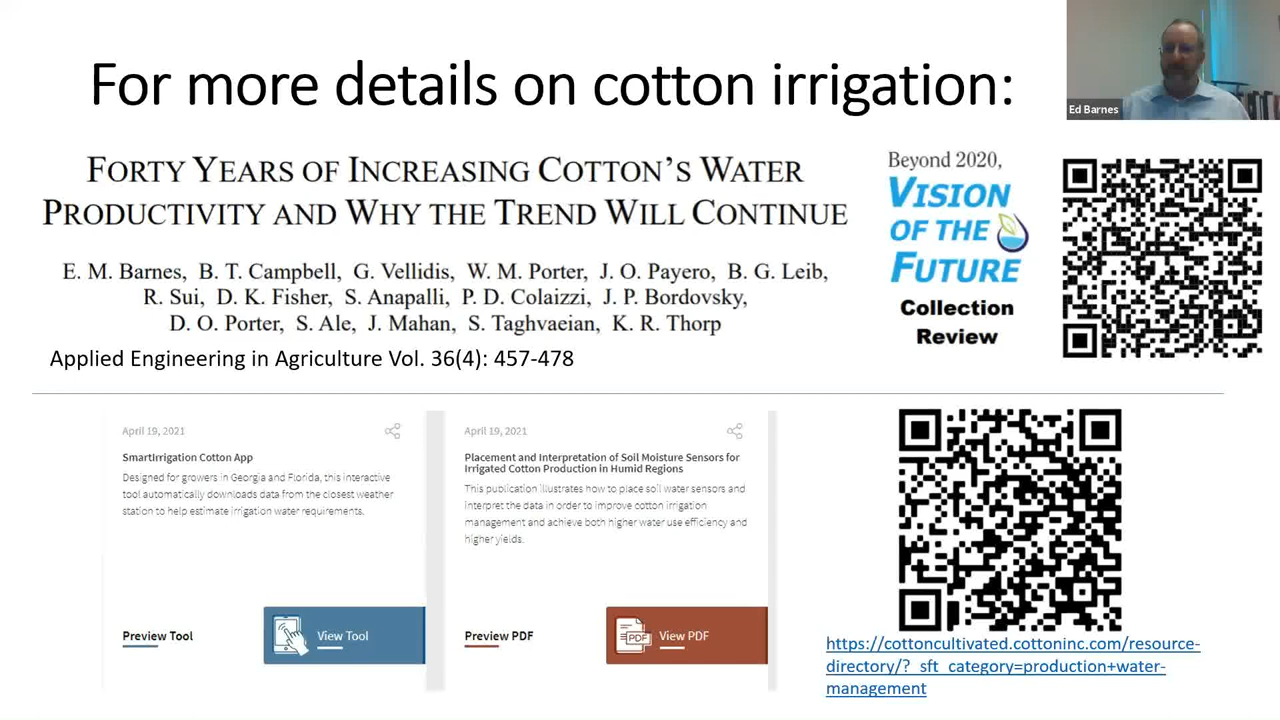 For more details on cotton irrigation:
Ed Barnes
FORTY YEARS OF INCREASING COTTON'S WATER
PRODUCTIVITY AND WHY THE TREND WILL CONTINUE
E. M. Barnes, B. T. Campbell, G. Vellidis, W. M. Porter, J. O. Payero, B. G. Leib,
R. Sui, D. K. Fisher, S. Anapalli, P. D. Colaizzi, J. P. Bordovsky,
D. O. Porter, S. Ale, J. Mahan, S. Taghvaeian, K. R. Thorp
Applied Engineering in Agriculture Vol. 36(4): 457-478
Beyond 2020,
VISION
OF THE
FUTURE
Collection
Review
April 19, 2021
SmartIrrigation Cotton App
Designed for growers in Georgia and Florida, this interactive
tool automatically downloads data from the closest weather
station to help estimate irrigation water requirements.
Preview Tool
View Tool
April 19, 2021
Placement and Interpretation of Soil Moisture Sensors for
Irrigated Cotton Production in Humid Regions
This publication illustrates how to place soil water sensors and
interpret the data in order to improve cotton irrigation
management and achieve both higher water use efficiency and
higher yields.
Preview PDF
PDF
View PDF
https://cottoncultivated.cottoninc.com/resource-
directory/?_sft_category=production+water-
management